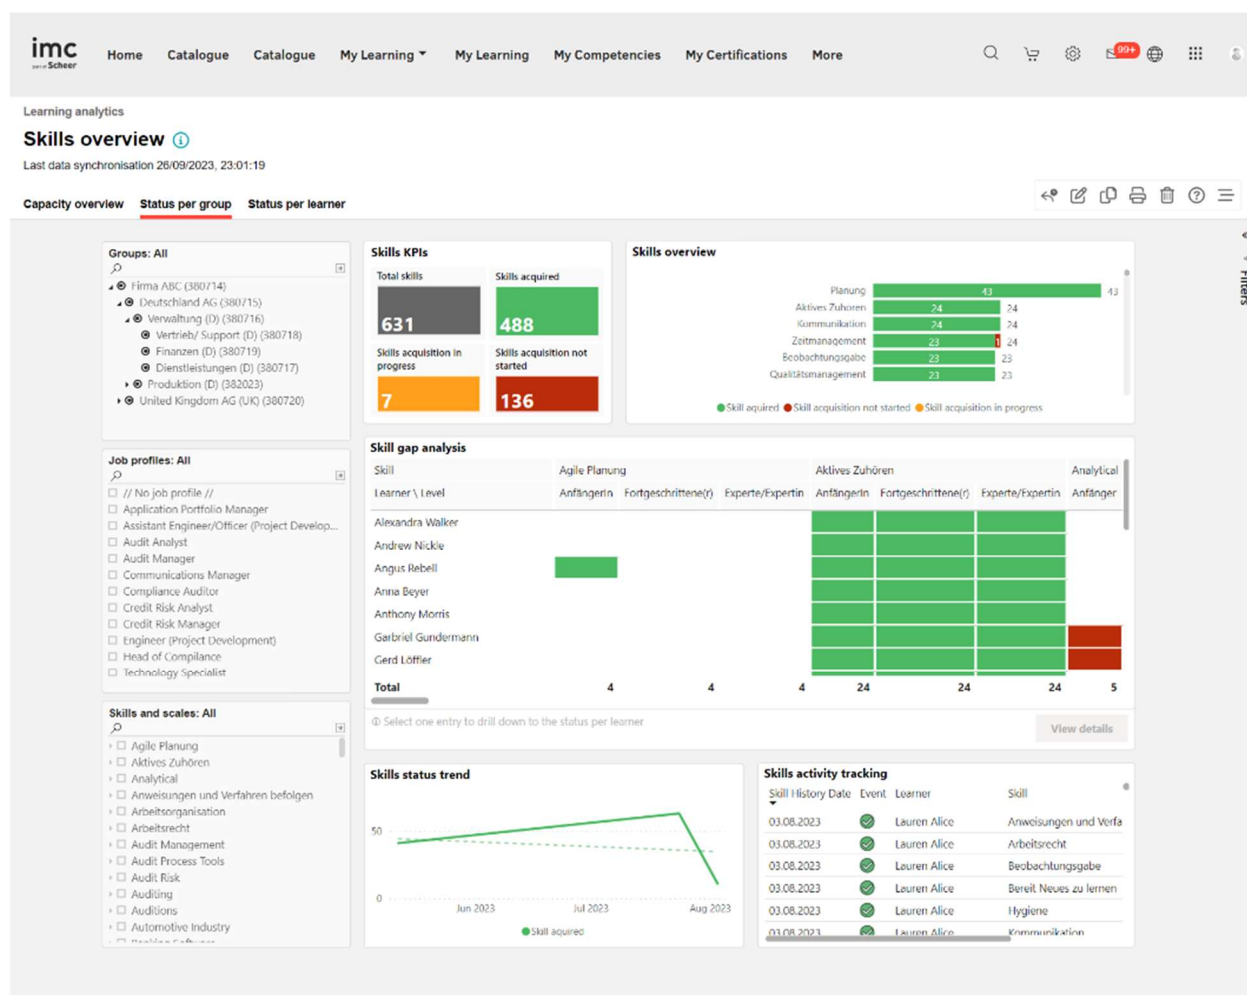 imc
part of Scheer
Home Catalogue Catalogue My Learning My Learning My Competencies My Certifications More
99+
Learning analytics
Skills overview
Last data synchronisation 26/09/2023, 23:01:19
Capacity overview Status per group Status per learner
Filters
Groups: All
Firma ABC (380714)
Deutschland AG (380715)
Verwaltung (D) (380716)
Vertrieb/ Support (D) (380718)
Finanzen (D) (380719)
Dienstleistungen (D) (380717)
Produktion (D) (382023)
United Kingdom AG (UK) (380720)
Skills KPIs
Total skills Skills acquired
631 488
Skills acquisition in progress Skills acquisition not started
7 136
Skills overview
Planung 43 43
Aktives Zuhoren 24 24
Kommunikation 24 24
Zeitmanagement 23 1 24
Beobachtungsgabe 23 23
Qualitätsmanagement 23 23
Skill aquired Skill acquisition not started Skill acquisition in progress
Job profiles: All
// No job profile //
Application Portfolio Manager
Assistant Engineer/Officer (Project Develop...
Audit Analyst
Audit Manager
Communications Manager
Compliance Auditor
Credit Risk Analyst
Credit Risk Manager
Engineer (Project Development)
Head of Compilance
Technology Specialist
Skill gap analysis
Skill Agile Planung Aktives Zuhören Analytical
Learner \ Level AnfängerIn Fortgeschrittene(r) Experte/Expertin AnfängerIn Fortgeschrittene(r) Experte/Expertin Anfänger
Alexandra Walker
Andrew Nickle
Angus Rebell
Anna Beyer
Anthony Morris
Garbriel Gundermann
Gerd Löffler
Total 4 4 4 24 24 24 5
Select one entry to drill down to the status per learner
View details
Skills and scales: All
Agile Planung
Aktives Zuhören
Analytical
Anweisungen und Verfahren befolgen
Arbeitsorganisation
Arbeitsrecht
Audit Management
Audit Process Tools
Audit Risk
Auditing
Auditions
Automotive Industry
Banking Software
Skills status trend
50
0
Jun 2023 Jul 2023 Aug 2023
Skill aquired
Skills activity tracking
Skill History Date Event Learner Skill
03.08.2023 Lauren Alice Anweisungen und Verfa
03.08.2023 Lauren Alice Arbeitsrecht
03.08.2023 Lauren Alice Beobachtungsgabe
03.08.2023 Lauren Alice Bereit Neues zu lernen
03.08.2023 Lauren Alice Hygiene
03.08.2023 Lauren Alice Kommunikation